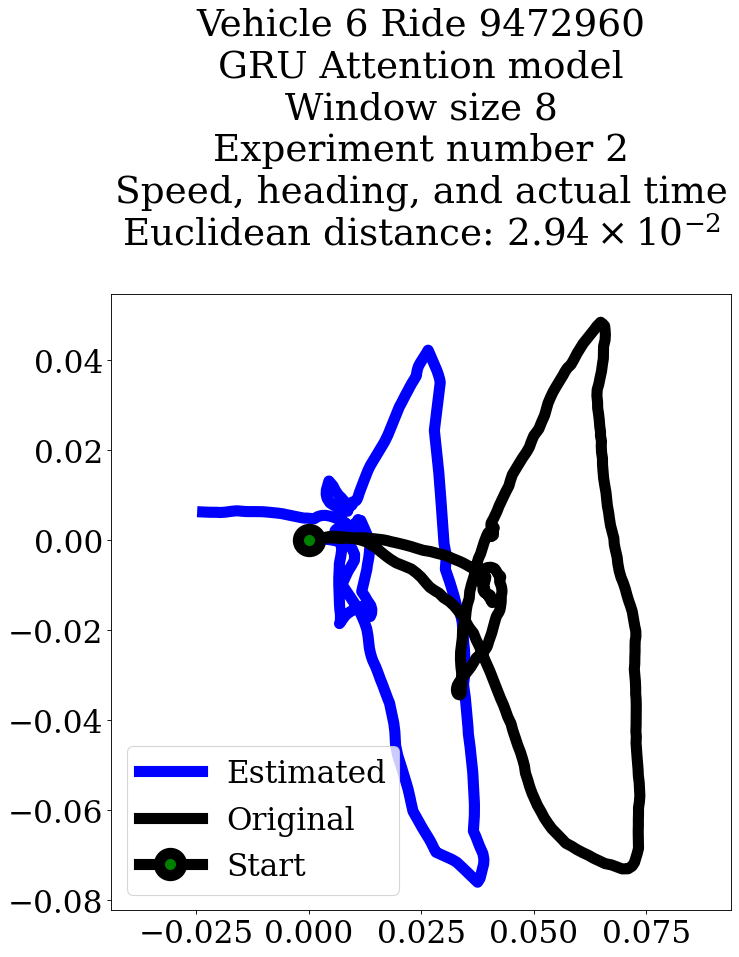 Vehicle 6 Ride 9472960
GRU Attention model
Window size 8
Experiment number 2
Speed, heading, and actual time
Euclidean distance: 2.94 × 10⁻²
0.04
0.02
0.00
−0.02
−0.04
−0.06
−0.08
Estimated
Original
Start
−0.025 0.000 0.025 0.050 0.075